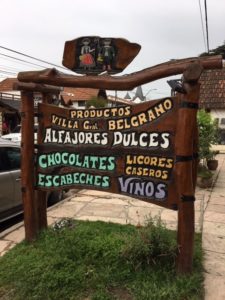 PRODUCTOS
VILLA Gral. BELGRANO
ALFAJORES DULCES
CHOCOLATES
ESCABECHES
LICORES
CASEROS
VINOS